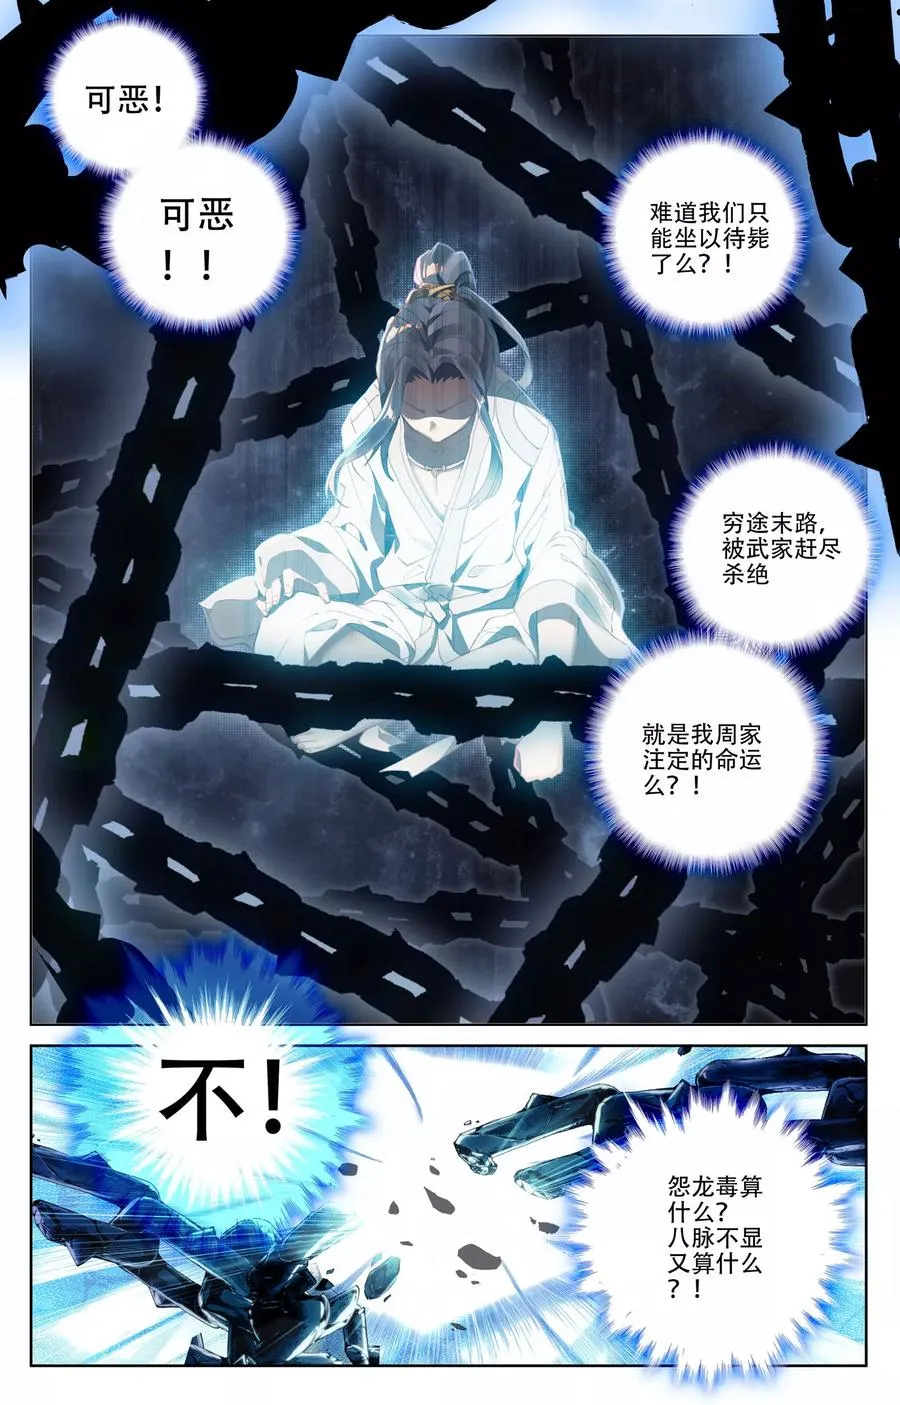 可恶！
可恶
！！
难道我们只
能坐以待毙
了么？！
穷途末路，
被武家赶尽
杀绝
就是我周家
注定的命运
么？！
不！
怨龙毒算
什么？
八脉不显
又算什么
？！